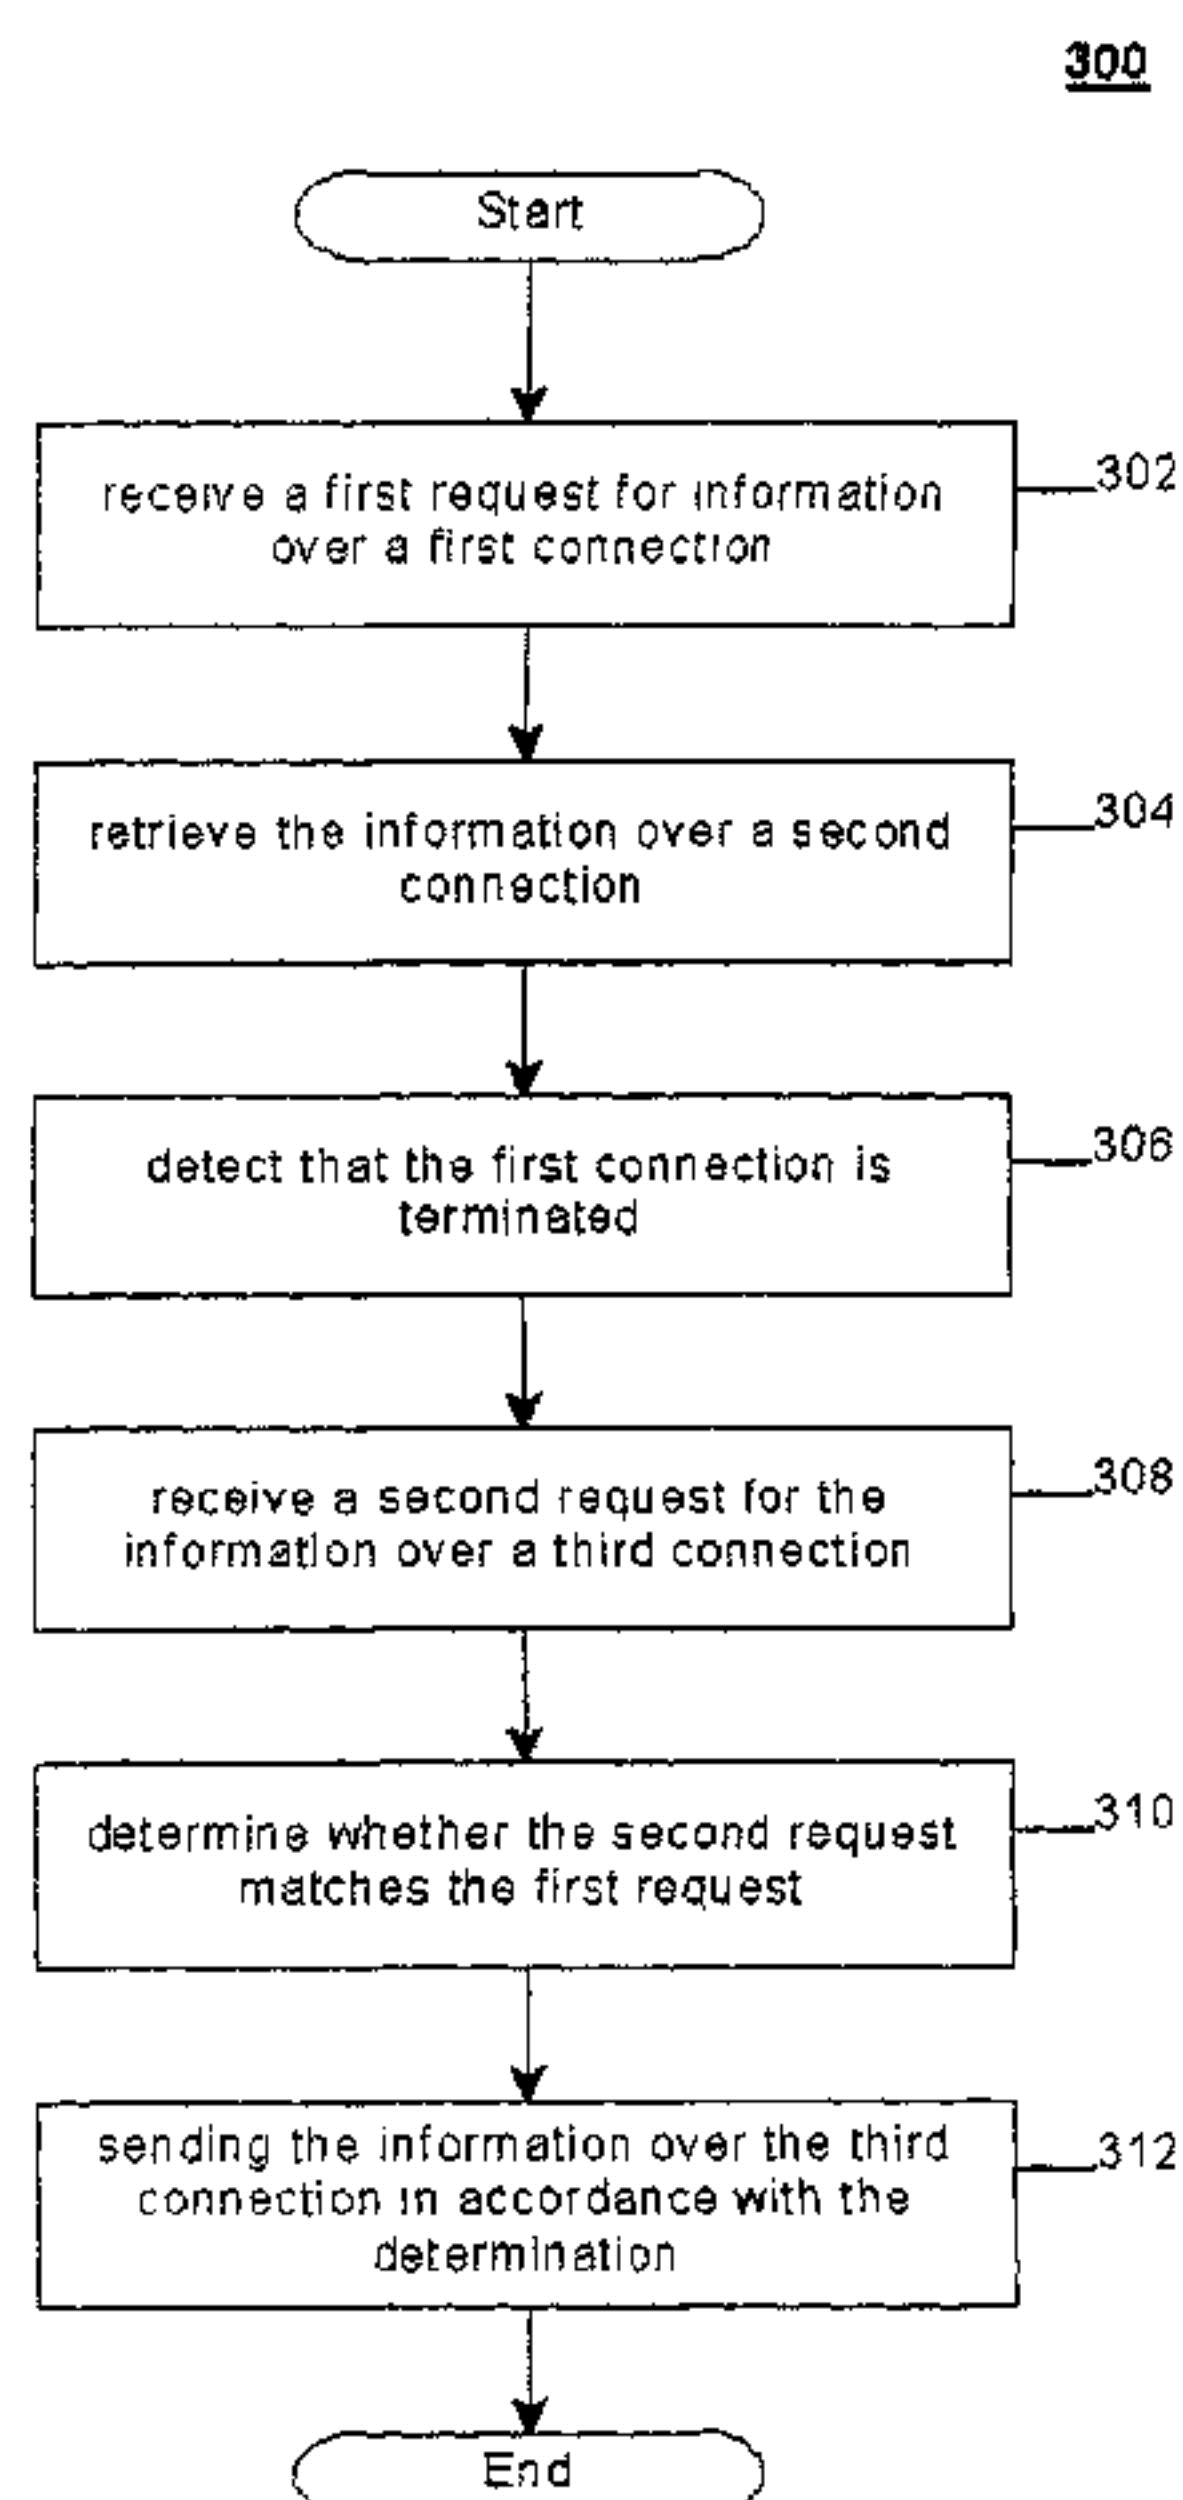 300
Start
receive a first request for information
over a first connection
302
retrieve the information over a second
connection
304
detect that the first connection is
terminated
306
receive a second request for the
information over a third connection
308
determine whether the second request
matches the first request
310
sending the information over the third
connection in accordance with the
determination
312
End